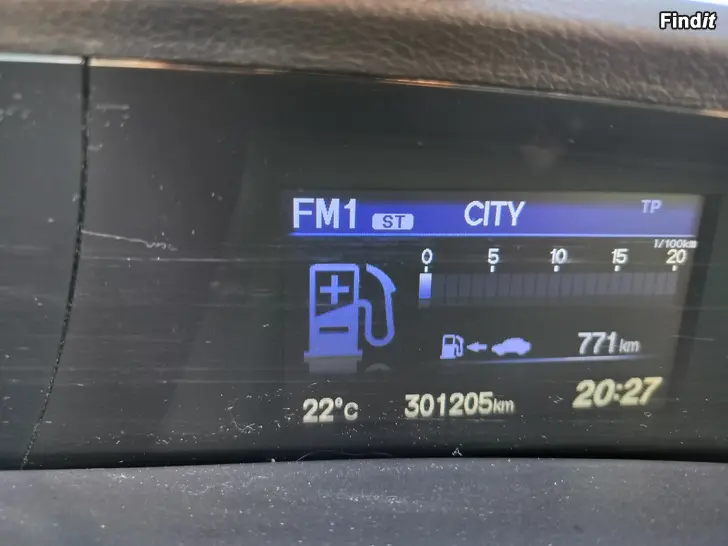 Findit
FM1 ST CITY TP
l/100km
0 5 10 15 20
771 km
22°C 301205km 20:27